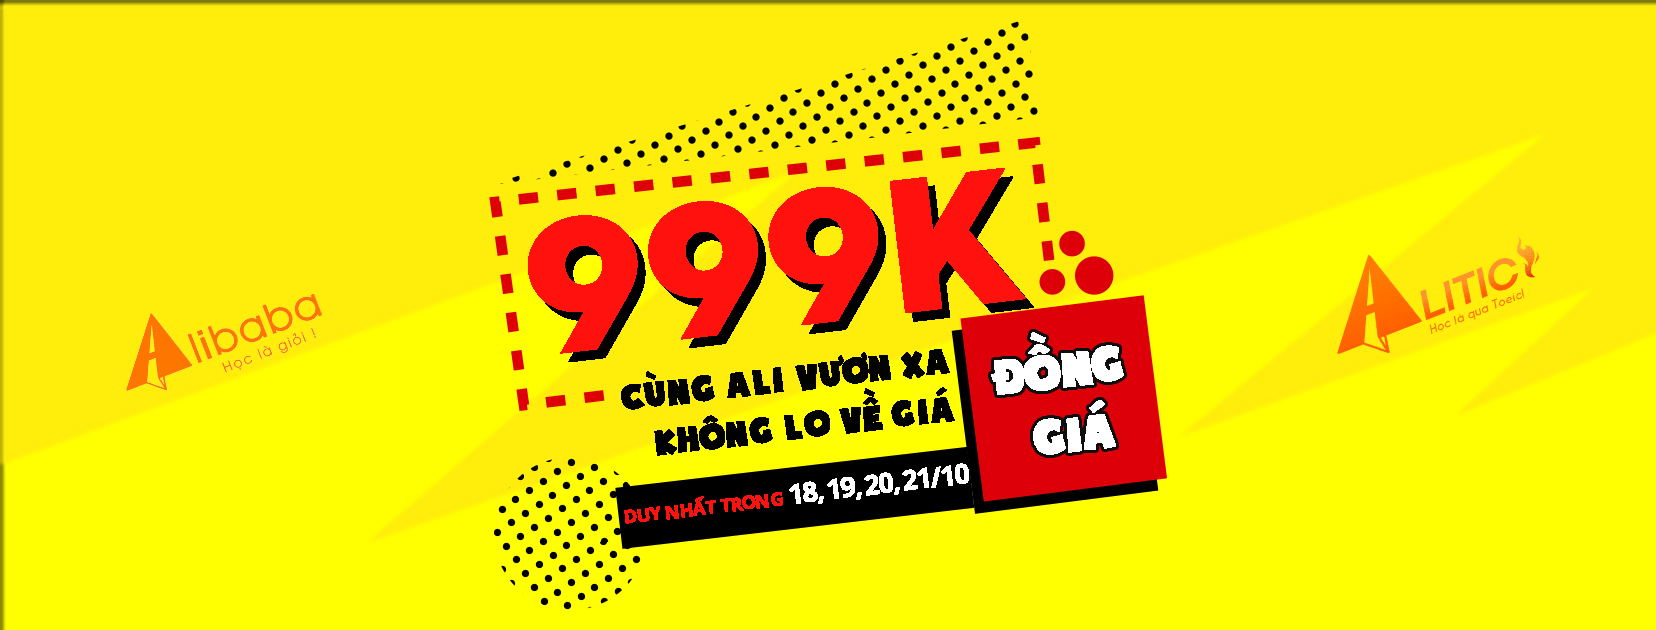 Alibaba
Học là giỏi !
999K
CÙNG ALI VƯƠN XA
KHÔNG LO VỀ GIÁ
DUY NHẤT TRONG 18,19,20,21/10
ĐỒNG
GIÁ
ALITIC
Học là qua Toeic!